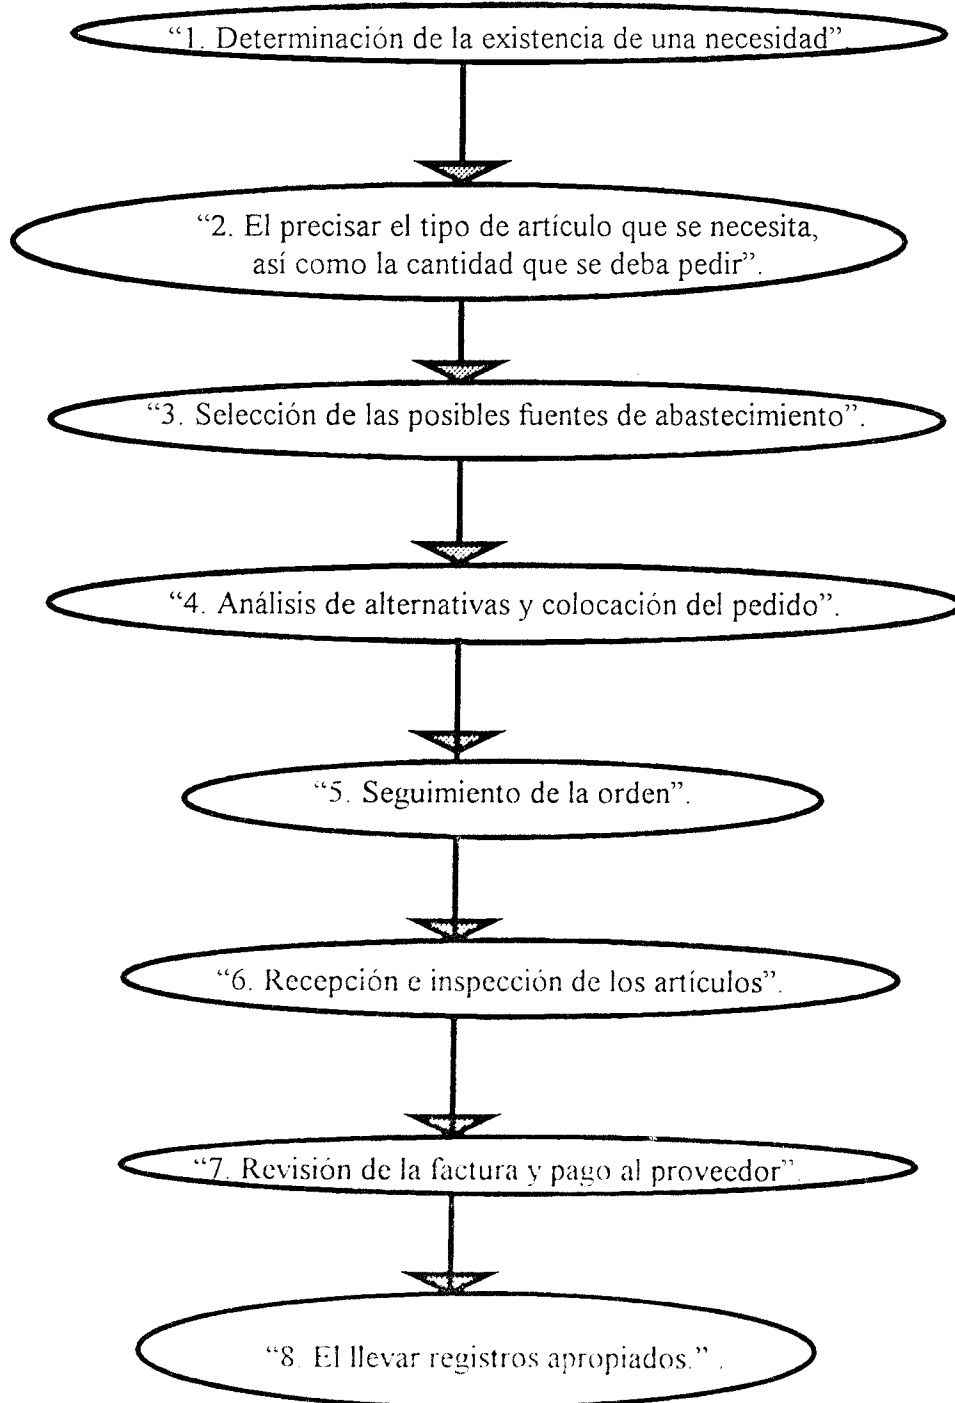 “1. Determinación de la existencia de una necesidad”.
“2. El precisar el tipo de artículo que se necesita,
así como la cantidad que se deba pedir”.
“3. Selección de las posibles fuentes de abastecimiento”.
“4. Análisis de alternativas y colocación del pedido”.
“5. Seguimiento de la orden”.
“6. Recepción e inspección de los artículos”.
“7. Revisión de la factura y pago al proveedor”.
“8. El llevar registros apropiados.” .